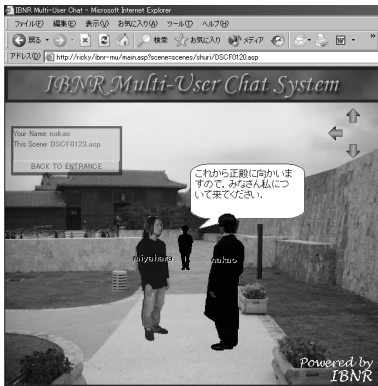 IBNR Multi-User Chat - Microsoft Internet Explorer
ファイル(F) 編集(E) 表示(V) お気に入り(A) ツール(T) ヘルプ(H)
戻る 検索 お気に入り メディア
アドレス(D) http://ricky/ibnr-mu/main.asp?scene=scenes/shuri/DSCF0120.asp
IBNR Multi-User Chat System
Your Name: nakao
This Scene: DSCF0120.asp
BACK TO ENTRANCE
これから正殿に向かいま
すので，みなさん私につ
いて来てください．
miyahara
nakao
Powered by
IBNR